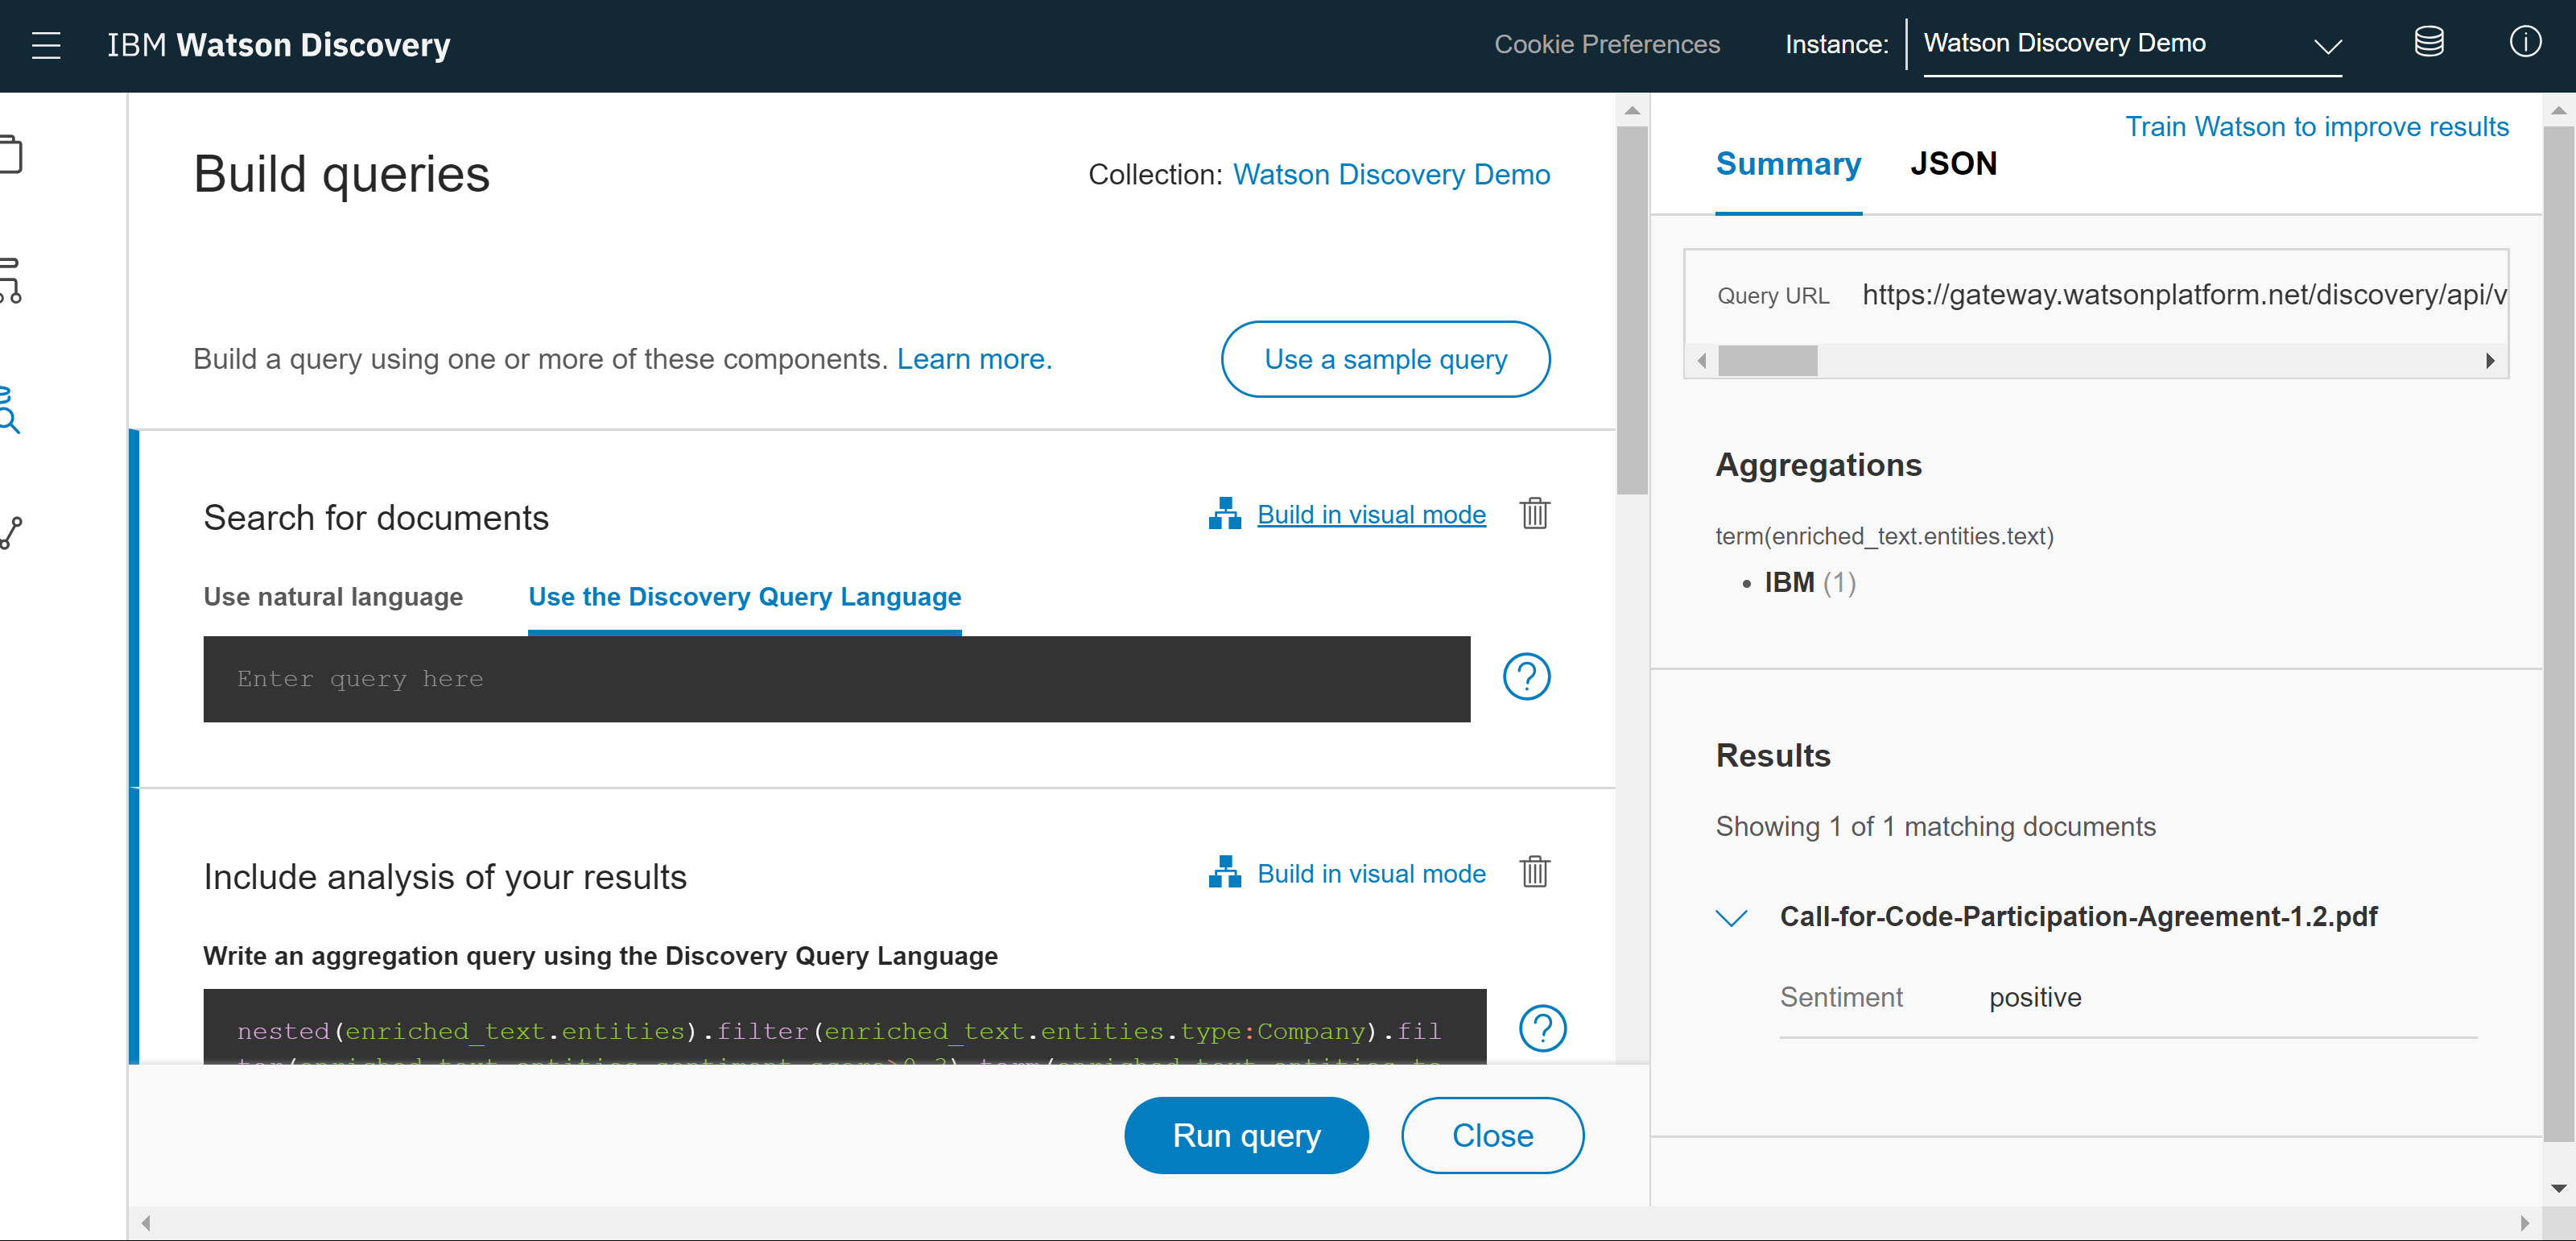 IBM Watson Discovery
Cookie Preferences
Instance:
Watson Discovery Demo
Build queries
Collection: Watson Discovery Demo
Build a query using one or more of these components. Learn more.
Use a sample query
Search for documents
Build in visual mode
Use natural language
Use the Discovery Query Language
Enter query here
Include analysis of your results
Build in visual mode
Write an aggregation query using the Discovery Query Language
nested(enriched_text.entities).filter(enriched_text.entities.type:Company).fil
Run query
Close
Train Watson to improve results
Summary
JSON
Query URL
https://gateway.watsonplatform.net/discovery/api/v
Aggregations
term(enriched_text.entities.text)
• IBM (1)
Results
Showing 1 of 1 matching documents
Call-for-Code-Participation-Agreement-1.2.pdf
Sentiment
positive